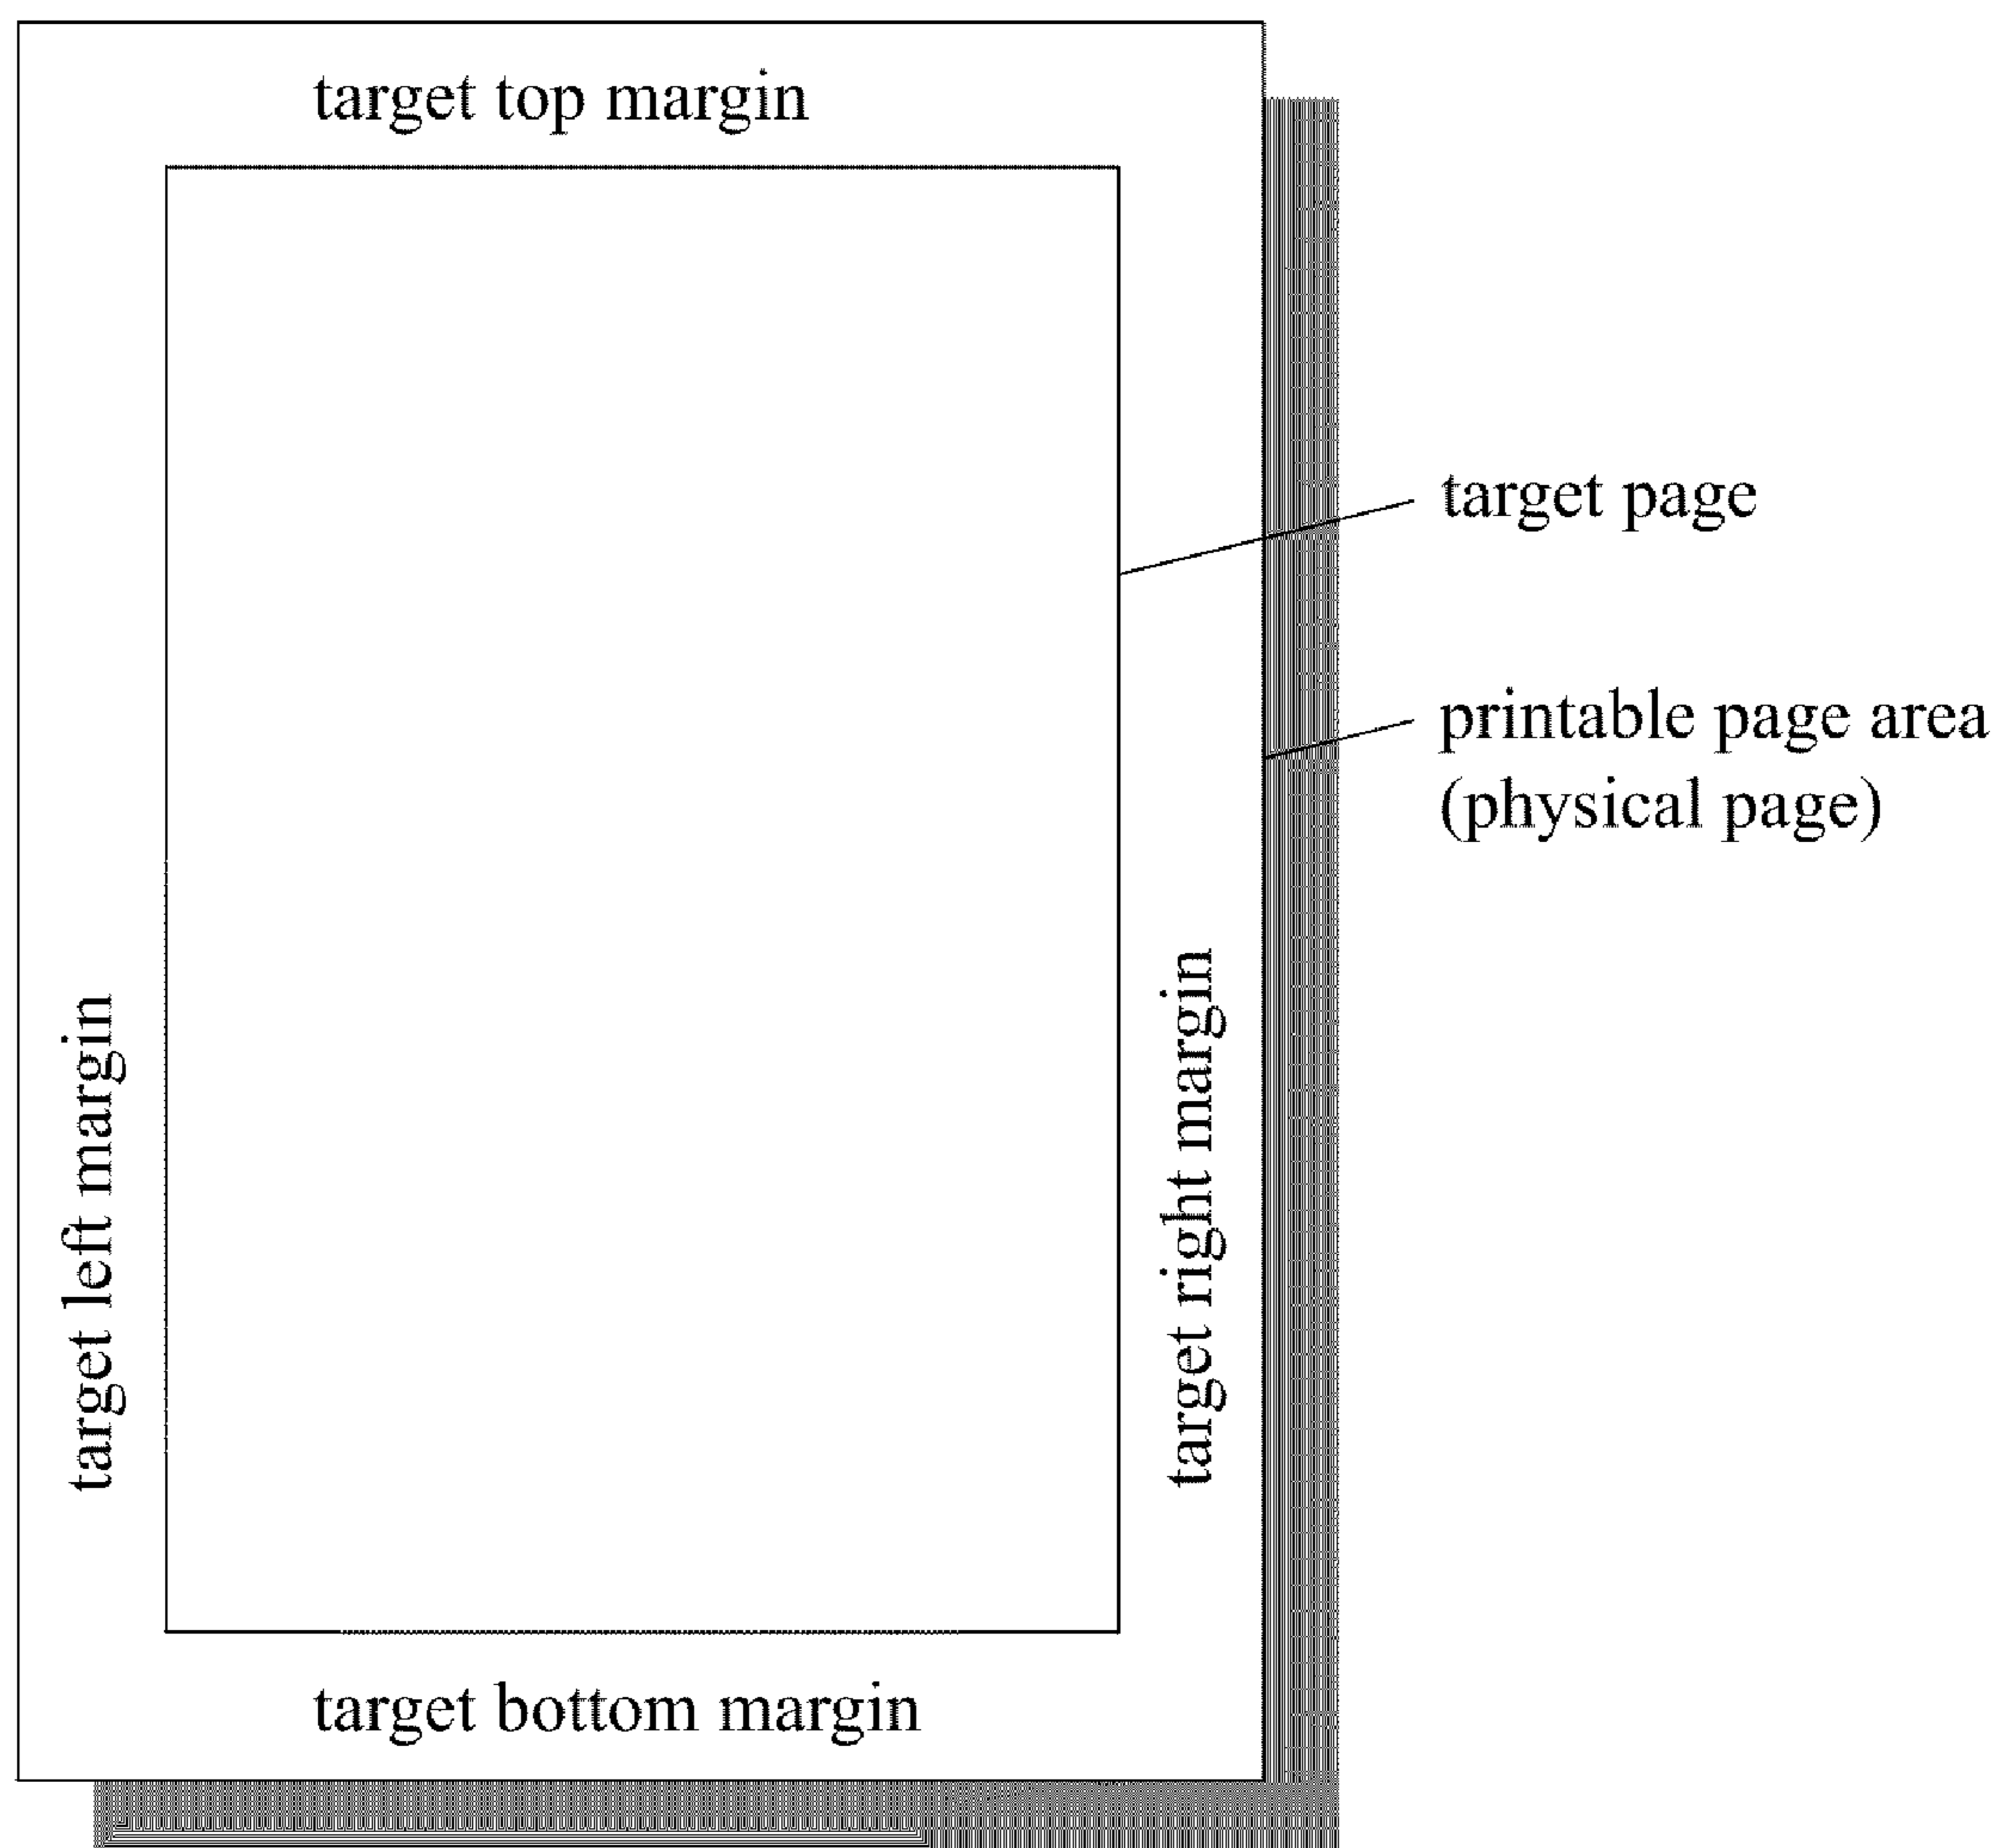 target top margin
target page
printable page area
(physical page)
target left margin
target right margin
target bottom margin